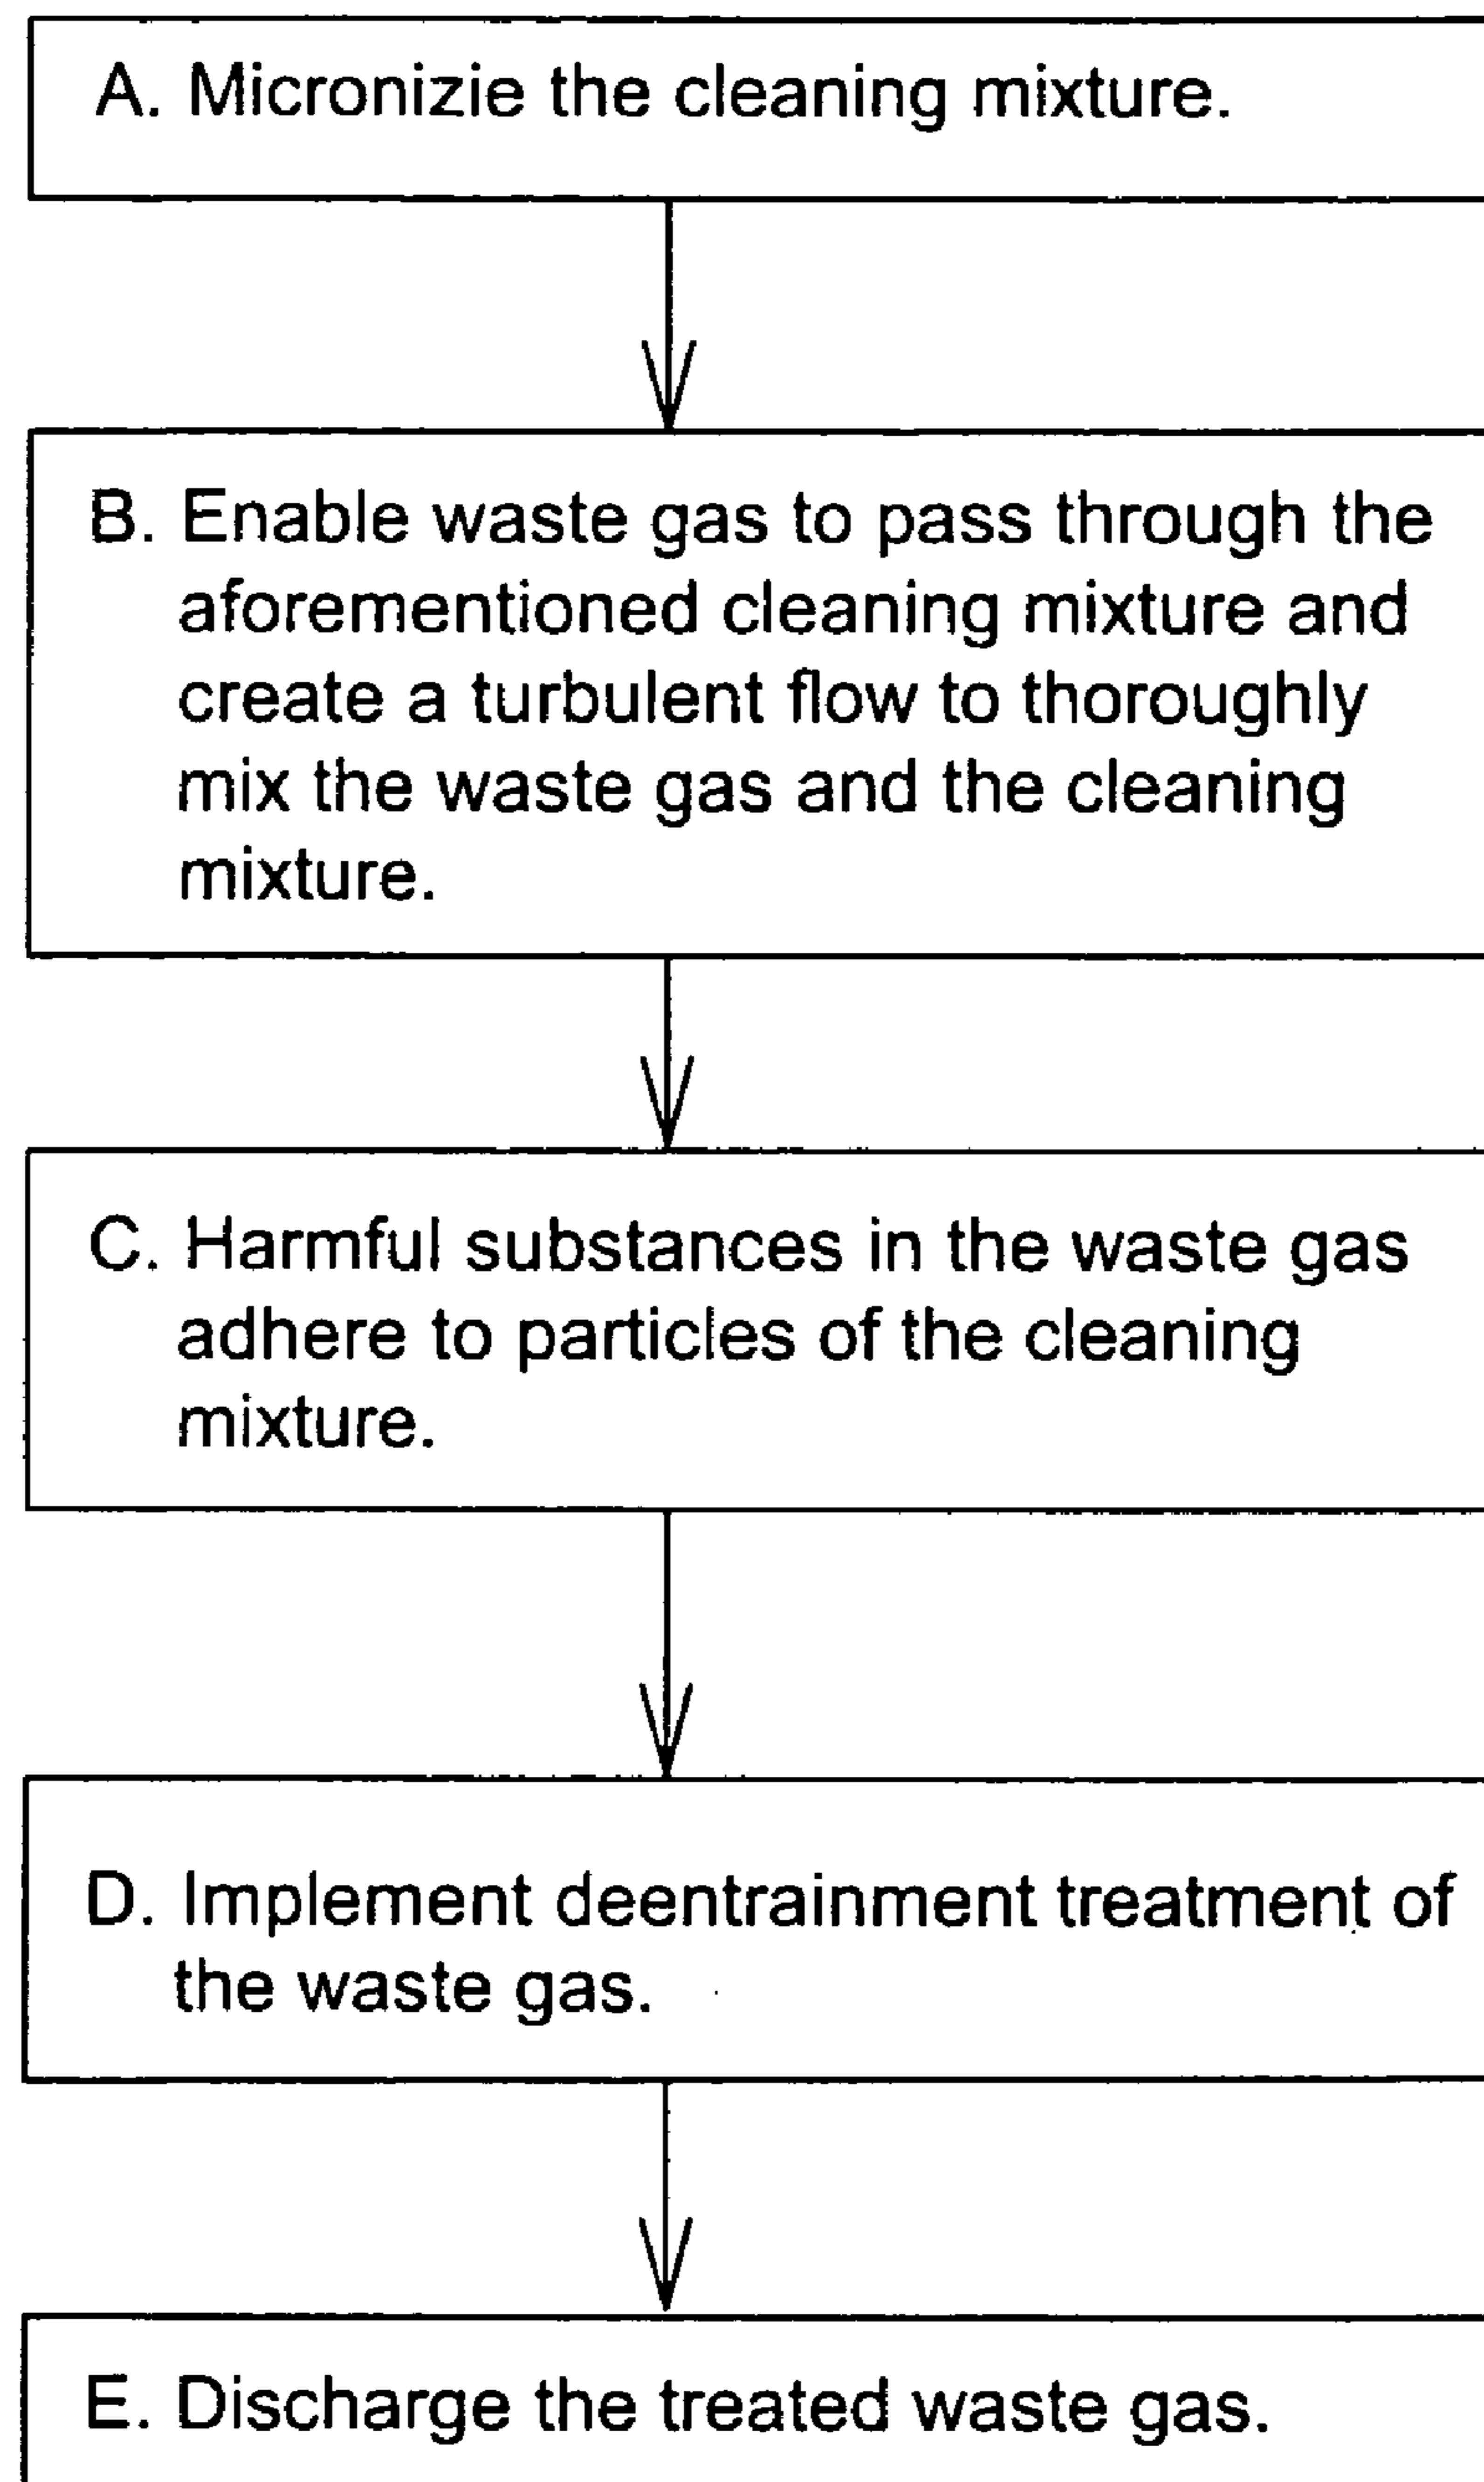 A. Micronizie the cleaning mixture.
B. Enable waste gas to pass through the
aforementioned cleaning mixture and
create a turbulent flow to thoroughly
mix the waste gas and the cleaning
mixture.
C. Harmful substances in the waste gas
adhere to particles of the cleaning
mixture.
D. Implement deentrainment treatment of
the waste gas.
E. Discharge the treated waste gas.